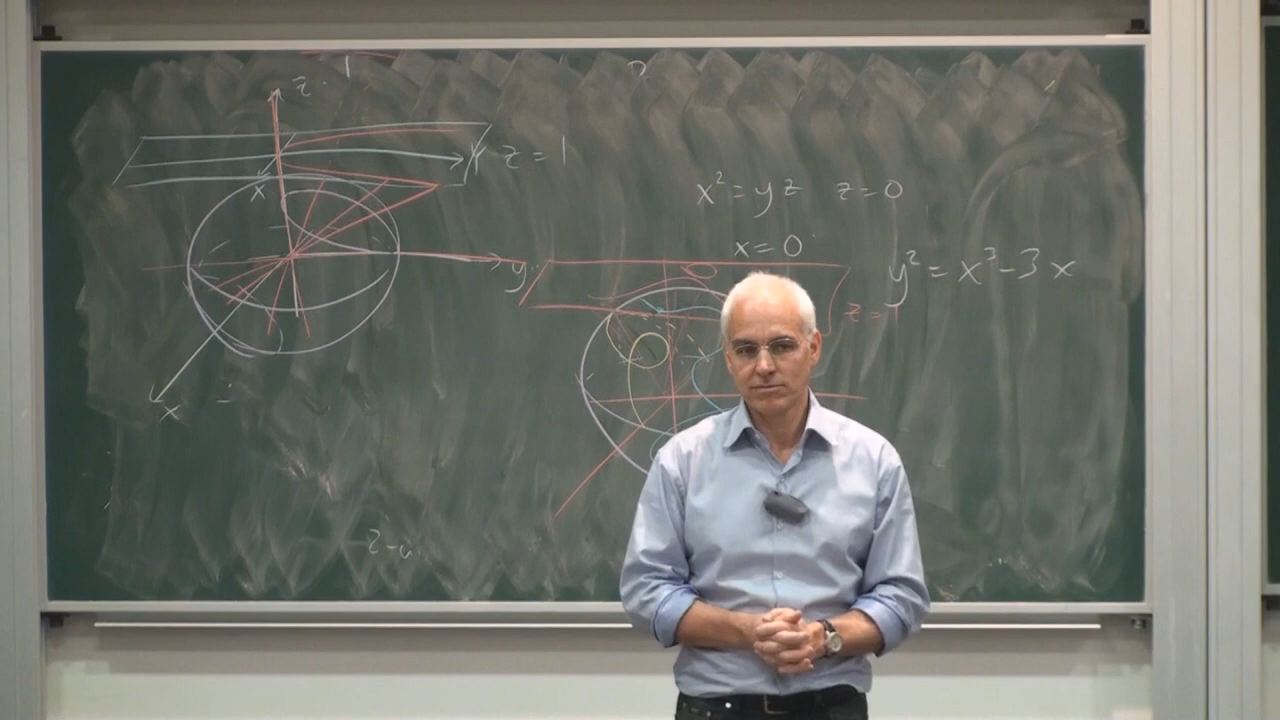 z
z = 1
x
y
x
x² = yz z = 0
x = 0
y² = x³ - 3x
z = 1